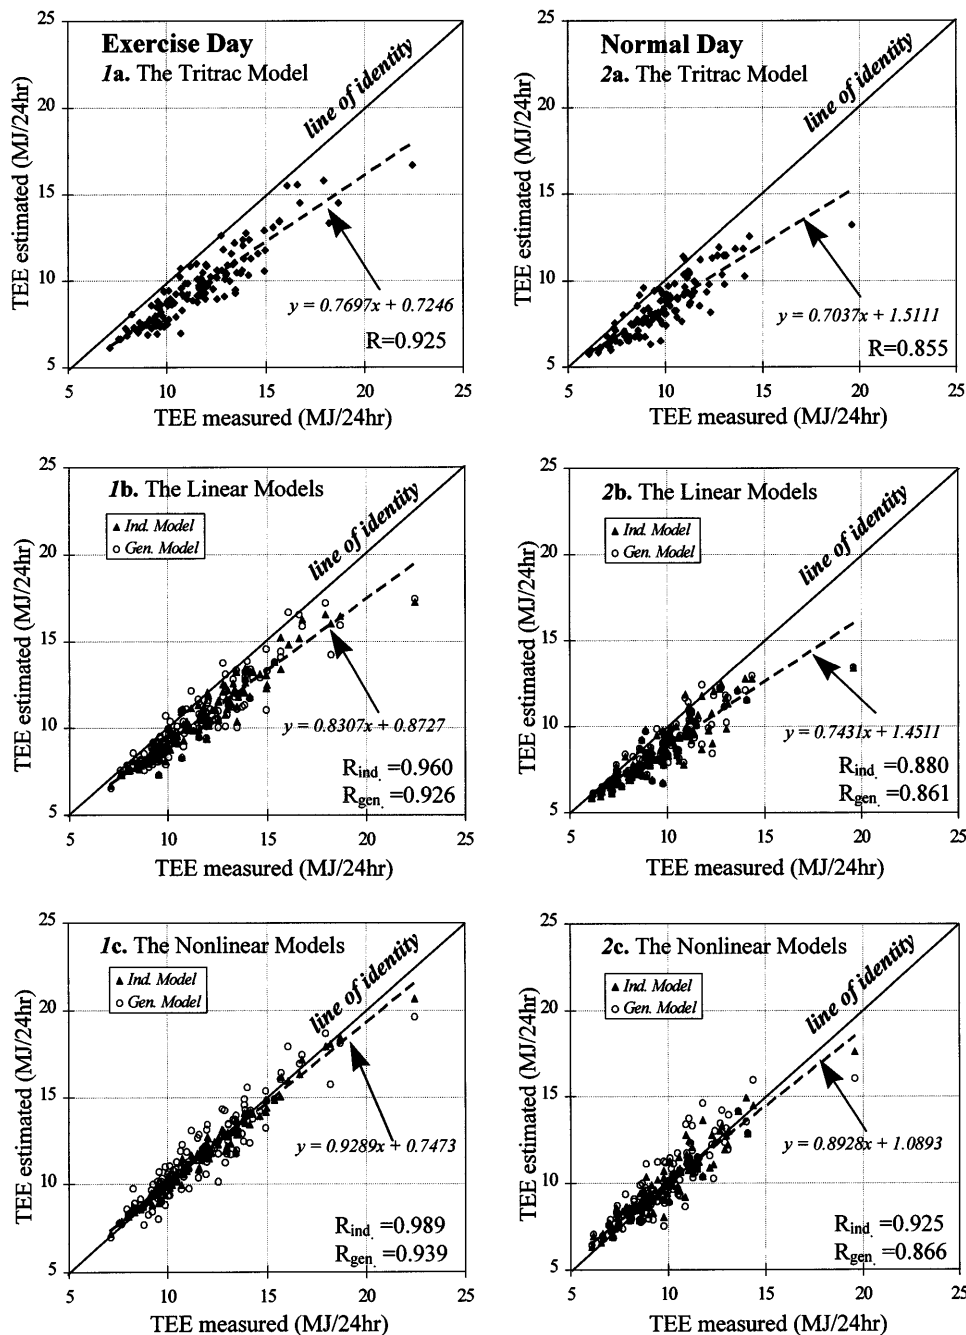 Exercise Day
1a. The Tritrac Model
line of identity
y = 0.7697x + 0.7246
R=0.925
TEE estimated (MJ/24hr)
25
20
15
10
5
5 10 15 20 25
TEE measured (MJ/24hr)
Normal Day
2a. The Tritrac Model
line of identity
y = 0.7037x + 1.5111
R=0.855
TEE estimated (MJ/24hr)
25
20
15
10
5
5 10 15 20 25
TEE measured (MJ/24hr)
1b. The Linear Models
Ind. Model
Gen. Model
line of identity
y = 0.8307x + 0.8727
Rind. =0.960
Rgen. =0.926
TEE estimated (MJ/24hr)
25
20
15
10
5
5 10 15 20 25
TEE measured (MJ/24hr)
2b. The Linear Models
Ind. Model
Gen. Model
line of identity
y = 0.7431x + 1.4511
Rind. =0.880
Rgen. =0.861
TEE estimated (MJ/24hr)
25
20
15
10
5
5 10 15 20 25
TEE measured (MJ/24hr)
1c. The Nonlinear Models
Ind. Model
Gen. Model
line of identity
y = 0.9289x + 0.7473
Rind. =0.989
Rgen. =0.939
TEE estimated (MJ/24hr)
25
20
15
10
5
5 10 15 20 25
TEE measured (MJ/24hr)
2c. The Nonlinear Models
Ind. Model
Gen. Model
line of identity
y = 0.8928x + 1.0893
Rind. =0.925
Rgen. =0.866
TEE estimated (MJ/24hr)
25
20
15
10
5
5 10 15 20 25
TEE measured (MJ/24hr)